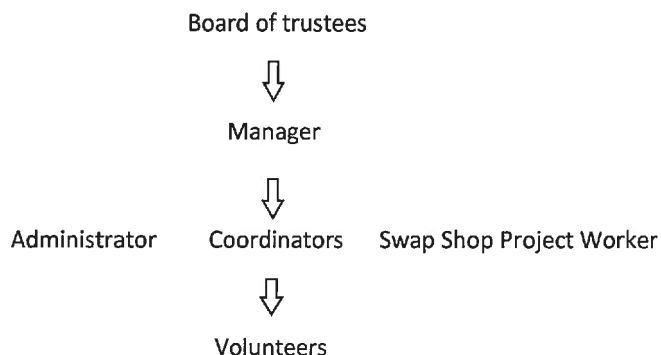 Board of trustees
Manager
Administrator Coordinators Swap Shop Project Worker
Volunteers